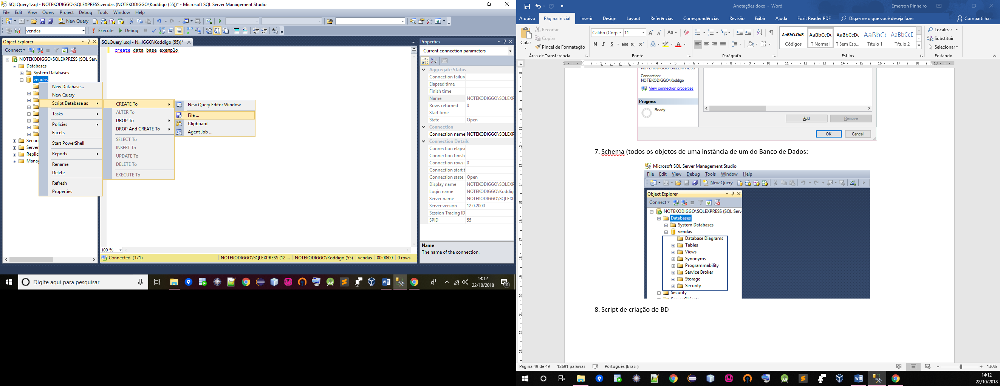 SQLQuery1.sql - NOTEKODIGGO\SQLEXPRESS.vendas (NOTEKODIGGO\Koddigo (55))* - Microsoft SQL Server Management Studio
File Edit View Query Project Debug Tools Window Help
New Query
vendas Execute Debug
Object Explorer
Connect
NOTEKODIGGO\SQLEXPRESS (SQL Serv
Databases
System Databases
vendas
Securi
Server
Replic
Manag
New Database...
New Query
Script Database as
Tasks
Policies
Facets
Start PowerShell
Reports
Rename
Delete
Refresh
Properties
CREATE To
ALTER To
DROP To
DROP And CREATE To
SELECT To
INSERT To
UPDATE To
DELETE To
EXECUTE To
New Query Editor Window
File ...
Clipboard
Agent Job ...
SQLQuery1.sql - N...IGGO\Koddigo (55))*
create data base exemplo
100 %
Connected. (1/1) NOTEKODIGGO\SQLEXPRESS (12.... NOTEKODIGGO\Koddigo (55) vendas 00:00:00 0 rows
Properties
Current connection parameters
Aggregate Status
Connection failure
Elapsed time
Finish time
Name NOTEKODIGGO\SQLEXP
Rows returned 0
Start time
State Open
Connection
Connection name NOTEKODIGGO\SQLEXP
Connection Details
Connection elaps
Connection finish
Connection rows 0
Connection start t
Connection state Open
Display name NOTEKODIGGO\SQLEXP
Login name NOTEKODIGGO\Koddig
Server name NOTEKODIGGO\SQLEXP
Server version 12.0.2000
Session Tracing ID
SPID 55
Name
The name of the connection.
Digite aqui para pesquisar
14:12
22/10/2018
2
Anotações.docx - Word Emerson Pinheiro
Arquivo Página Inicial Inserir Design Layout Referências Correspondências Revisão Exibir Ajuda Foxit Reader PDF Diga-me o que você deseja fazer Compartilhar
Colar
Recortar
Copiar
Pincel de Formatação
Área de Transferência
Calibri (Corp 11
N I S abc x₂ x²
Fonte
Parágrafo
AaBbCcDdE AaBbCcDc AaBbCcDc AaBbC( AaBbCcE
Códigos ¶ Normal ¶ Sem Esp... Título 1 Título 2
Estilos
Localizar
Substituir
Selecionar
Editando
NOTEKODIGGO\SQLEXPRESS
Connection:
NOTEKODIGGO\Koddigo
View connection properties
Progress
Ready
Add Remove
OK Cancel
7. Schema (todos os objetos de uma instância de um do Banco de Dados:
Microsoft SQL Server Management Studio
File Edit View Debug Tools Window Help
New Query
Object Explorer
Connect
NOTEKODIGGO\SQLEXPRESS (SQL Serv
Databases
System Databases
vendas
Database Diagrams
Tables
Views
Synonyms
Programmability
Service Broker
Storage
Security
Security
8. Script de criação de BD
Página 49 de 49 12691 palavras Português (Brasil) 130%
14:12
22/10/2018